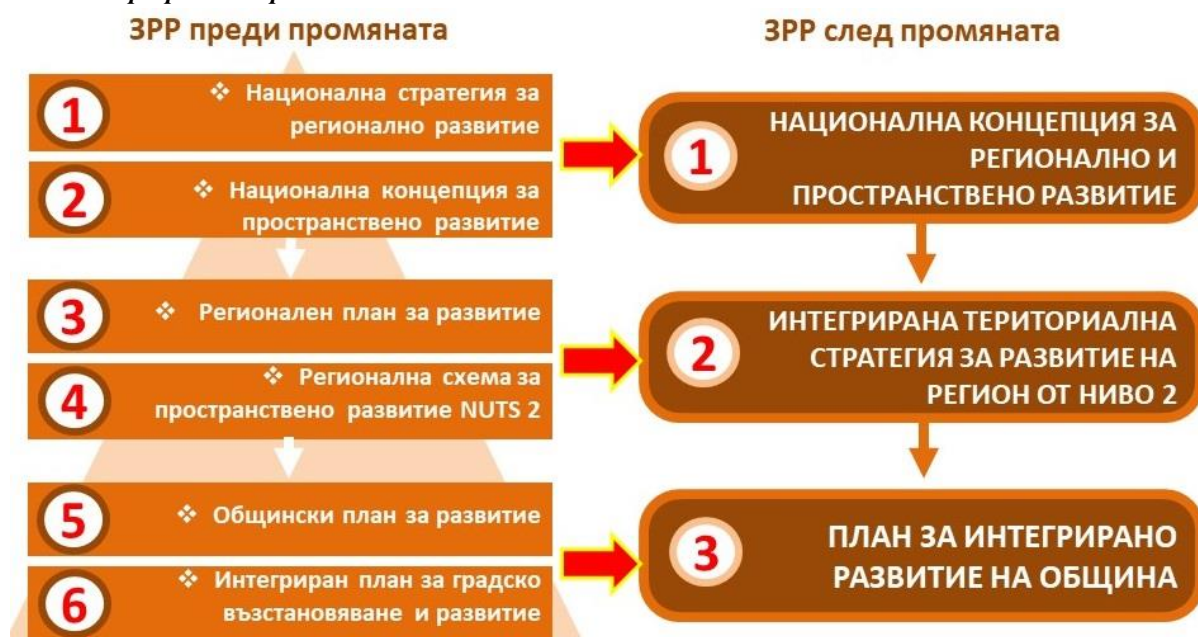 ЗРР преди промяната
1
❖ Национална стратегия за
регионално развитие
2
❖ Национална концепция за
пространствено развитие
3
❖ Регионален план за развитие
4
❖ Регионална схема за
пространствено развитие NUTS 2
5
❖ Общински план за развитие
6
❖ Интегриран план за градско
възстановяване и развитие
ЗРР след промяната
1
НАЦИОНАЛНА КОНЦЕПЦИЯ ЗА
РЕГИОНАЛНО И
ПРОСТРАНСТВЕНО РАЗВИТИЕ
2
ИНТЕГРИРАНА ТЕРИТОРИАЛНА
СТРАТЕГИЯ ЗА РАЗВИТИЕ НА
РЕГИОН ОТ НИВО 2
3
ПЛАН ЗА ИНТЕГРИРАНО
РАЗВИТИЕ НА ОБЩИНА